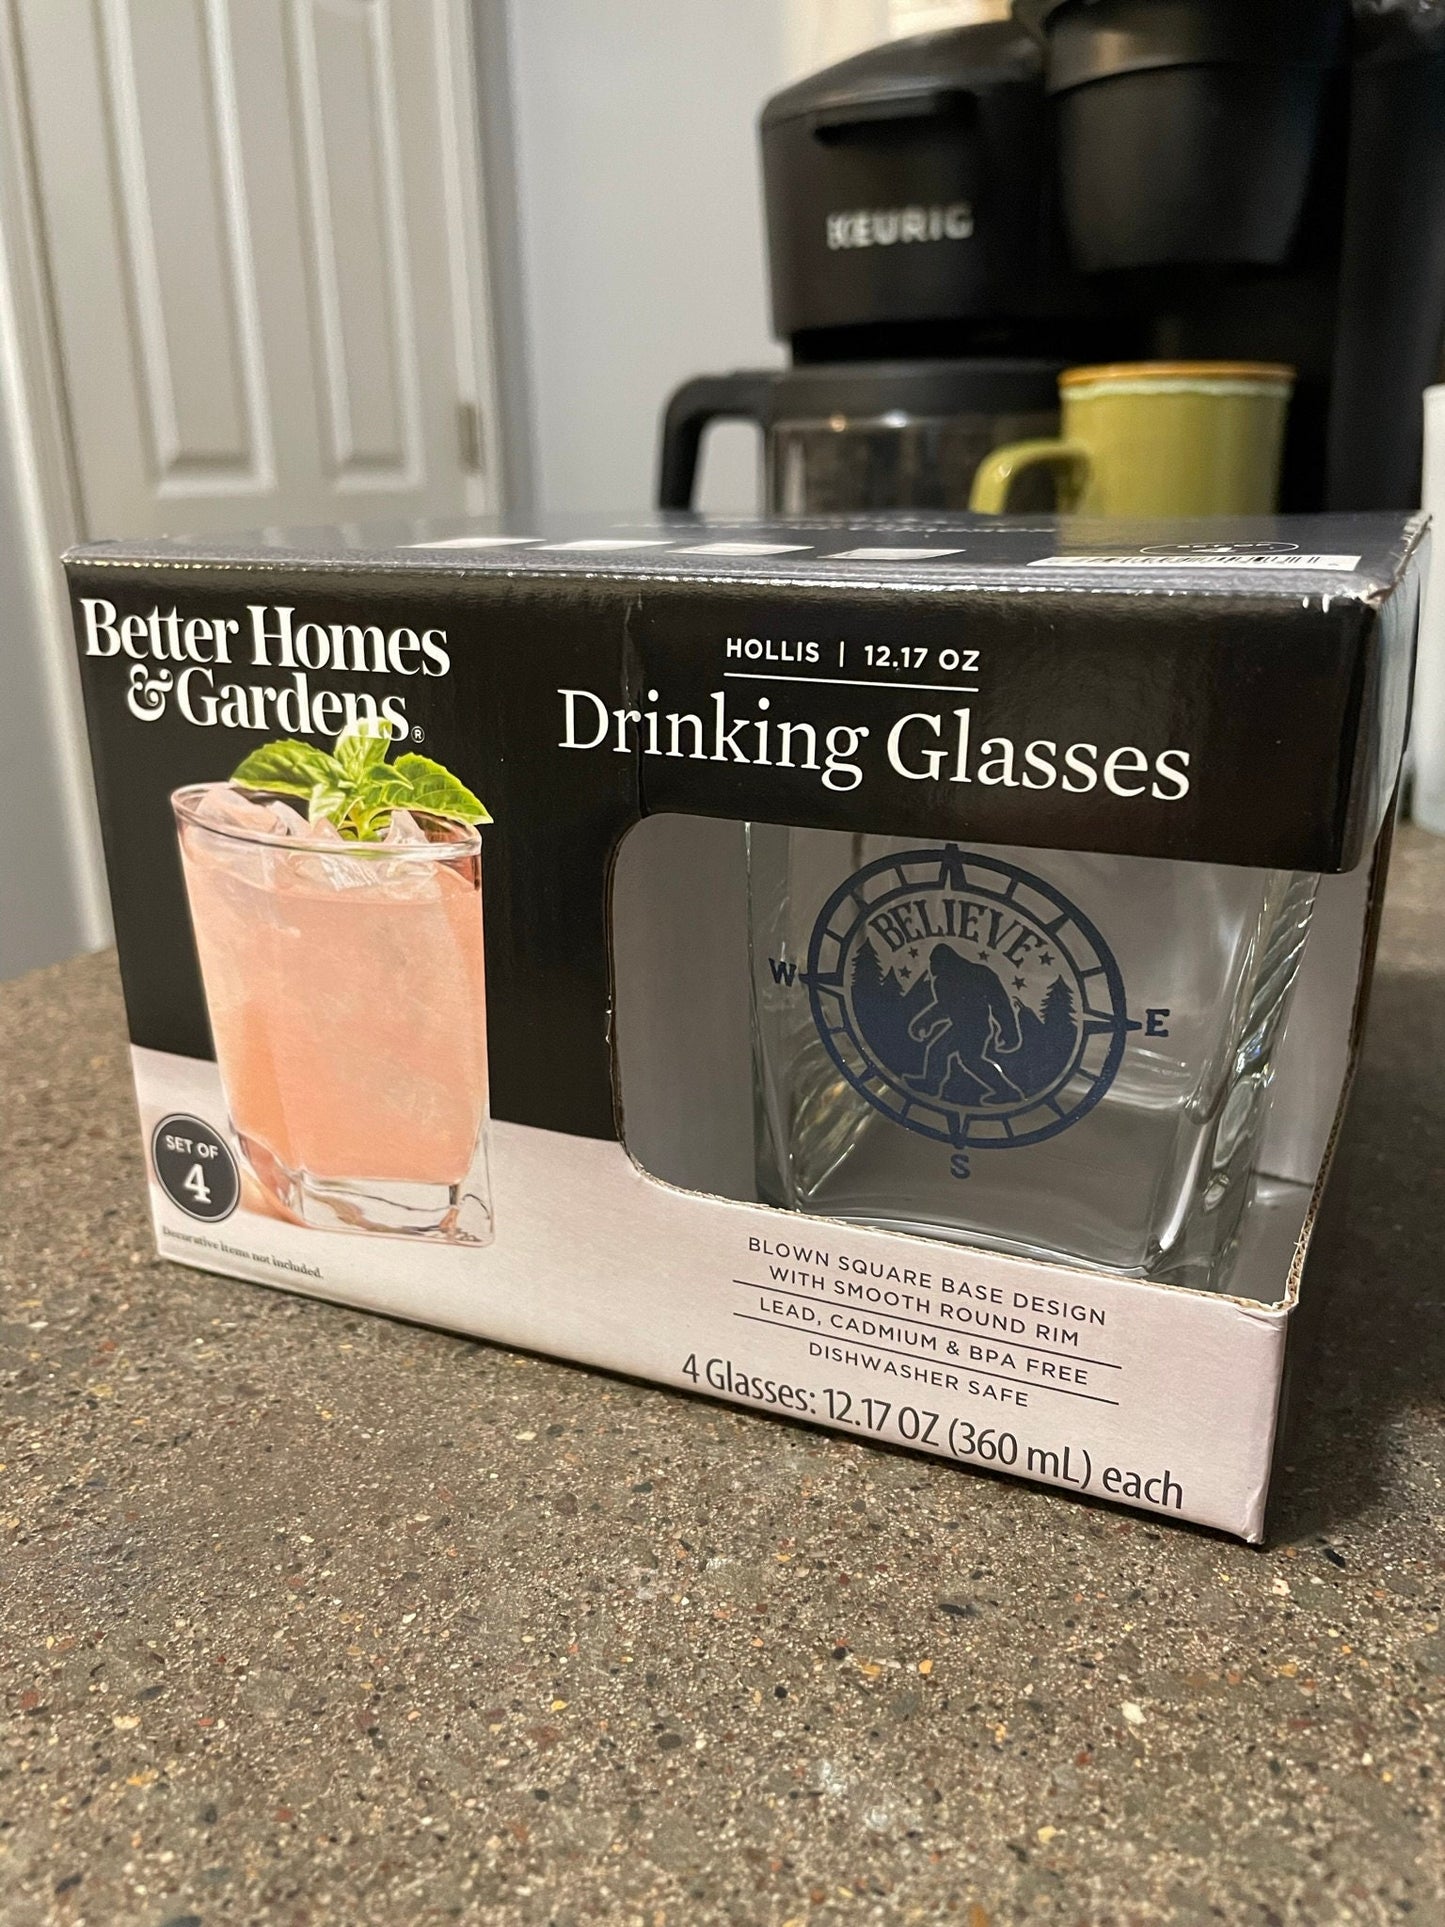 KEURIG
Better Homes
& Gardens®
HOLLIS | 12.17 OZ
Drinking Glasses
BELIEVE
W
E
S
SET OF
4
Decorative items not included.
BLOWN SQUARE BASE DESIGN
WITH SMOOTH ROUND RIM
LEAD, CADMIUM & BPA FREE
DISHWASHER SAFE
4 Glasses: 12.17 OZ (360 mL) each